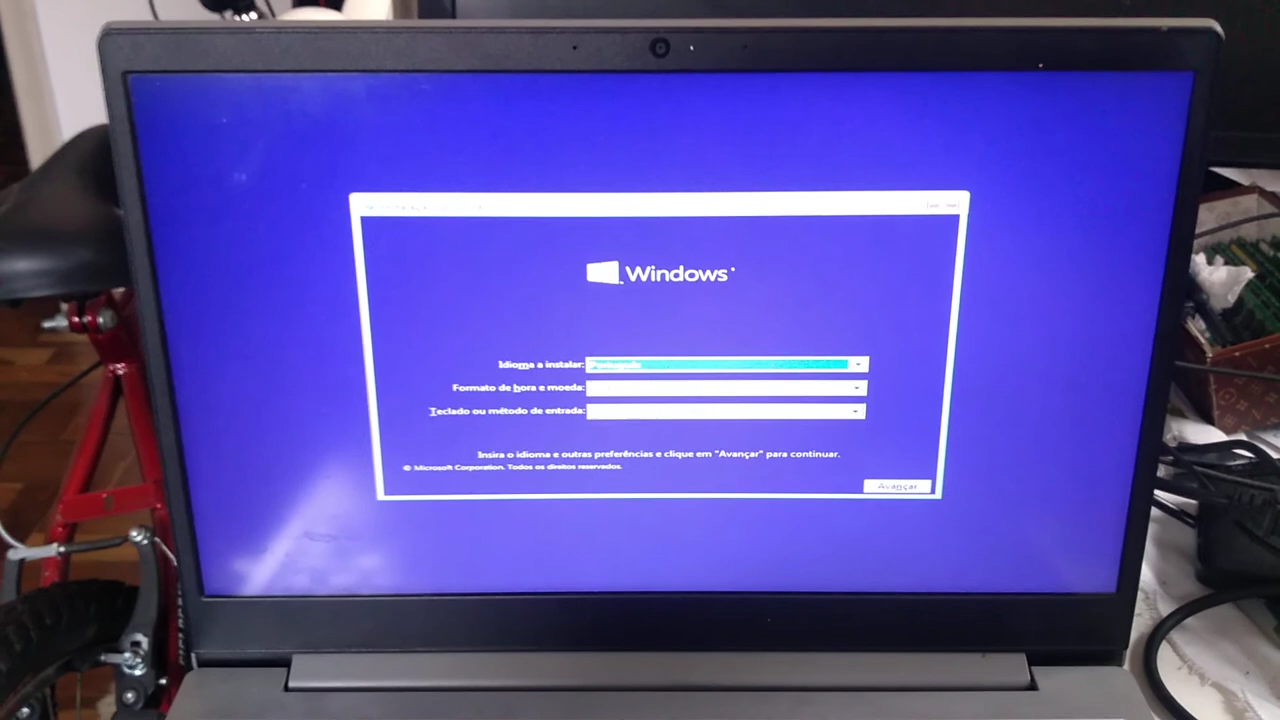 Windows
Idioma a instalar:
Formato de hora e moeda:
Teclado ou método de entrada:
Insira o idioma e outras preferências e clique em "Avançar" para continuar.
© Microsoft Corporation. Todos os direitos reservados.
Avançar